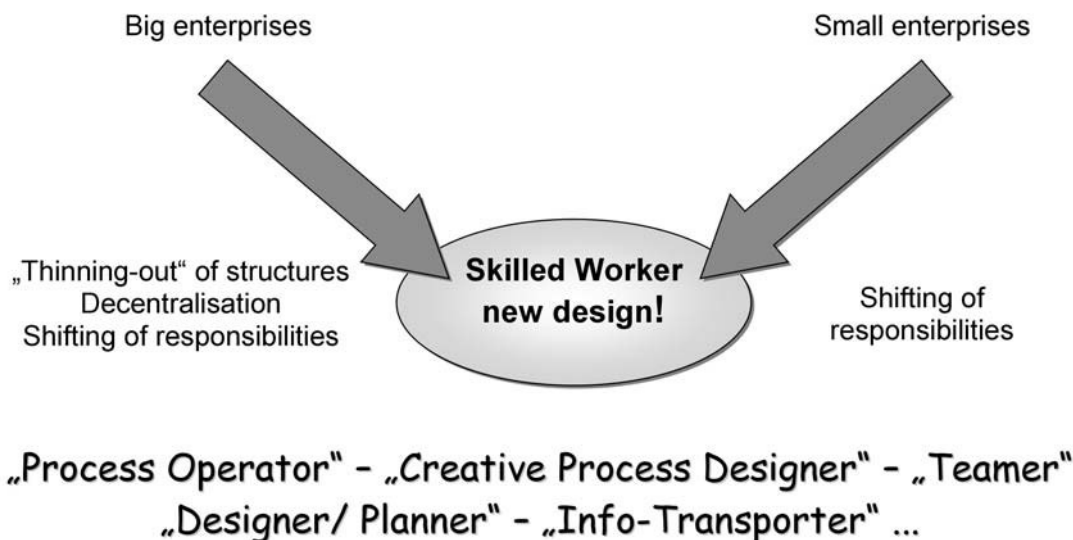 Big enterprises
Small enterprises
„Thinning-out“ of structures
Decentralisation
Shifting of responsibilities
Skilled Worker
new design!
Shifting of
responsibilities
„Process Operator“ – „Creative Process Designer“ – „Teamer“
„Designer/ Planner“ – „Info-Transporter“ ...